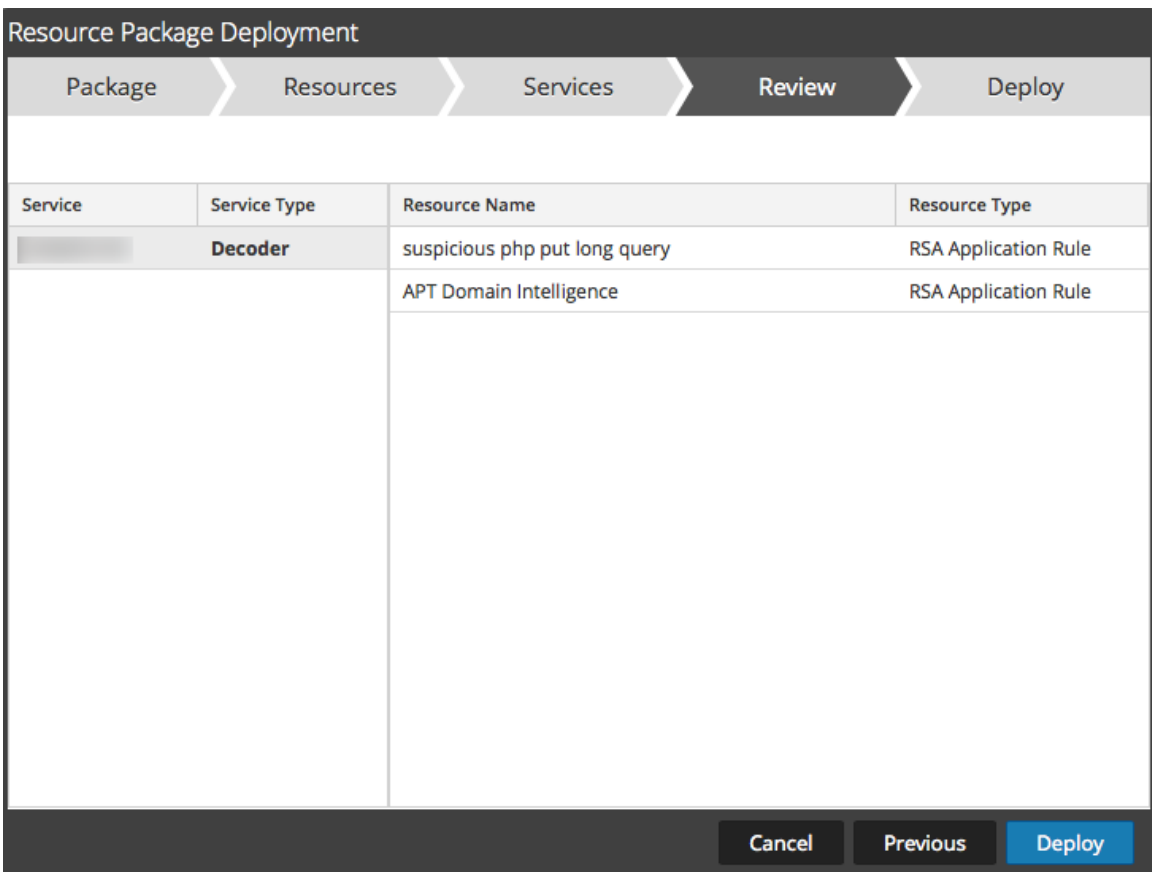 Resource Package Deployment
Package Resources Services Review Deploy
Service Service Type Resource Name Resource Type
Decoder suspicious php put long query RSA Application Rule
APT Domain Intelligence RSA Application Rule
Cancel Previous Deploy